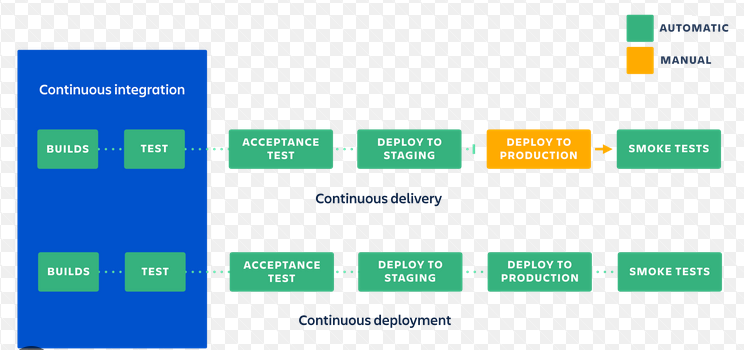 AUTOMATIC
MANUAL
Continuous integration
BUILDS
TEST
ACCEPTANCE
TEST
DEPLOY TO
STAGING
DEPLOY TO
PRODUCTION
SMOKE TESTS
Continuous delivery
BUILDS
TEST
ACCEPTANCE
TEST
DEPLOY TO
STAGING
DEPLOY TO
PRODUCTION
SMOKE TESTS
Continuous deployment